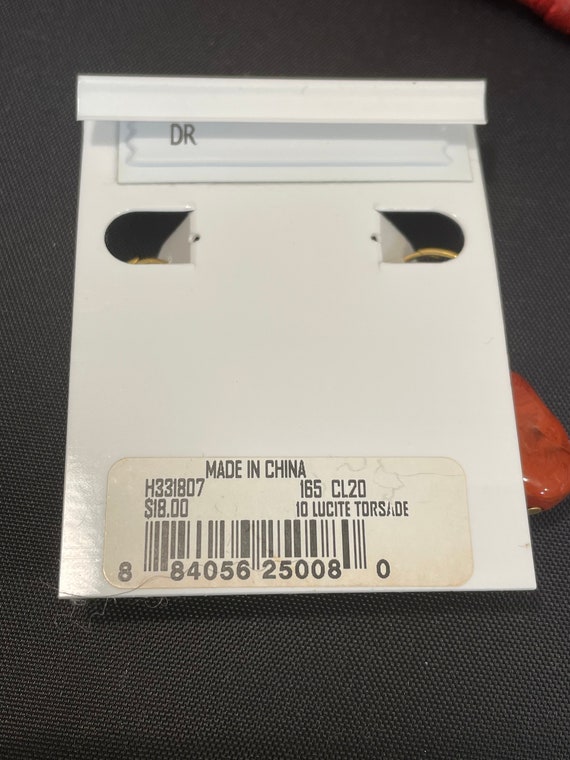 DR
MADE IN CHINA
H331807 165 CL20
$18.00 10 LUCITE TORSADE
8 84056 25008 0